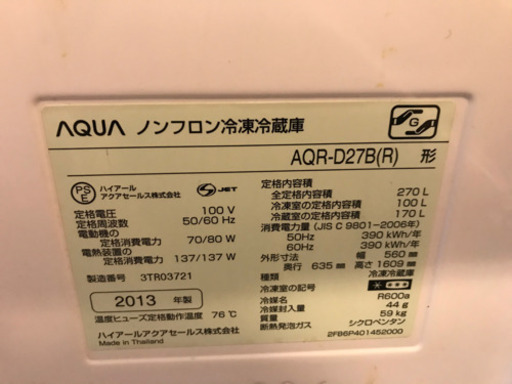 AQUA ノンフロン冷凍冷蔵庫
G
AQR-D27B(R) 形
PS E ハイアール アクアセールス株式会社 S JET
定格電圧 100 V
定格周波数 50/60 Hz
電動機の定格消費電力 70/80 W
電熱装置の定格消費電力 137/137 W
製造番号 3TR03721
2013 年製
温度ヒューズ定格動作温度 76℃
ハイアールアクアセールス株式会社
Made in Thailand
定格内容積
全定格内容積 270 L
冷凍室の定格内容積 100 L
冷蔵室の定格内容積 170 L
消費電力量 (JIS C 9801-2006年)
50Hz 390 kWh/年
60Hz 390 kWh/年
外形寸法 幅 560 mm
奥行 635 mm 高さ 1609 mm
種類 冷凍冷蔵庫
冷凍室の記号
冷媒名 R600a
冷媒封入量 44 g
質量 59 kg
断熱発泡ガス シクロペンタン
2FB6P401452000